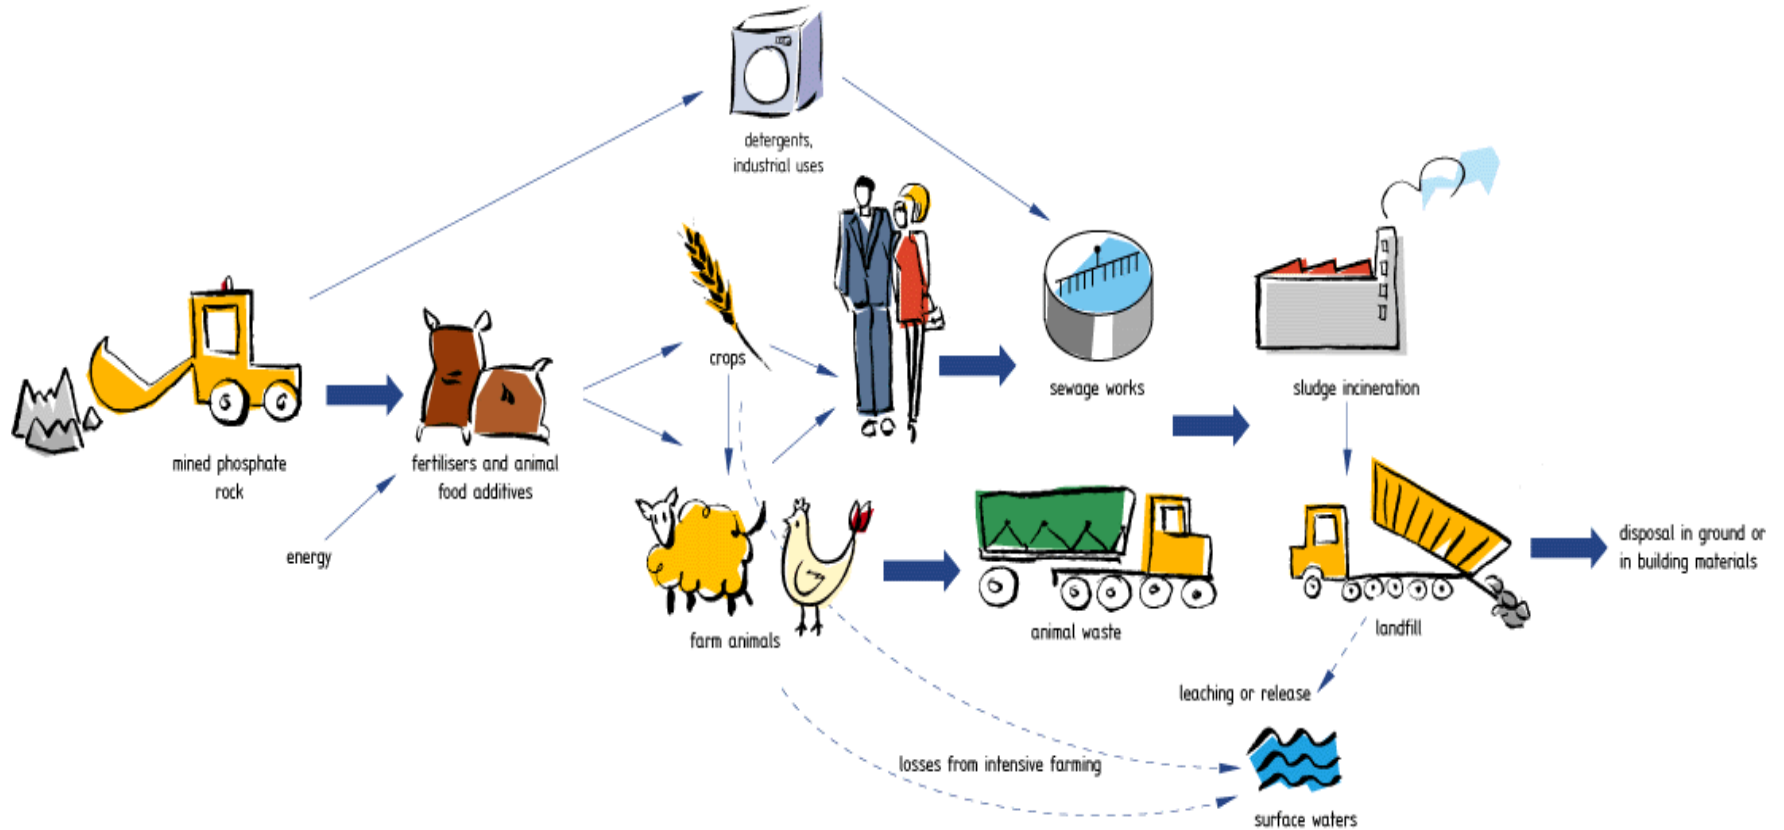 detergents,
industrial uses
crops
sewage works
sludge incineration
mined phosphate
rock
fertilisers and animal
food additives
energy
farm animals
animal waste
landfill
disposal in ground or
in building materials
leaching or release
losses from intensive farming
surface waters